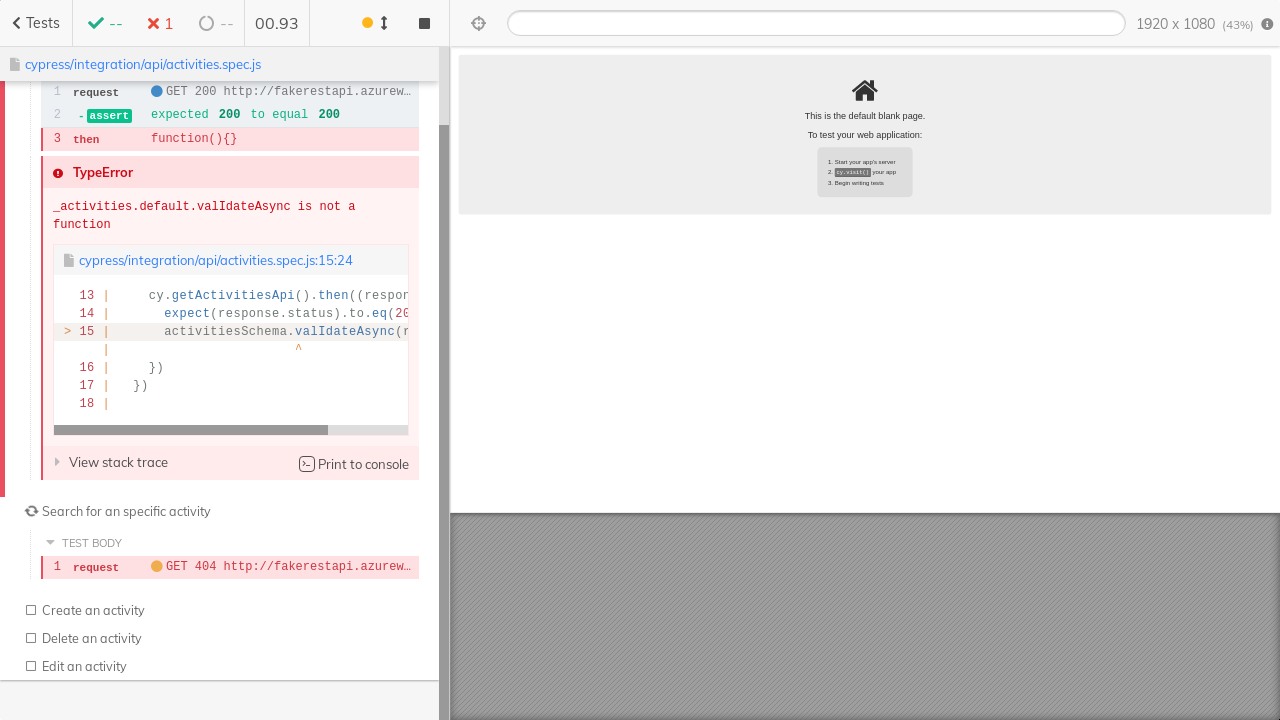 Tests -- 1 -- 00.93 1920 x 1080 (43%)
cypress/integration/api/activities.spec.js
1 request GET 200 http://fakerestapi.azurew…
2 -assert expected 200 to equal 200
3 then function(){}
TypeError
_activities.default.valIdateAsync is not a
function
cypress/integration/api/activities.spec.js:15:24
13 | cy.getActivitiesApi().then((respon
14 | expect(response.status).to.eq(20
> 15 | activitiesSchema.valIdateAsync(r
| ^
16 | })
17 | })
18 |
View stack trace Print to console
Search for an specific activity
TEST BODY
1 request GET 404 http://fakerestapi.azurew…
Create an activity
Delete an activity
Edit an activity
This is the default blank page.
To test your web application:
1. Start your app's server
2. cy.visit() your app
3. Begin writing tests